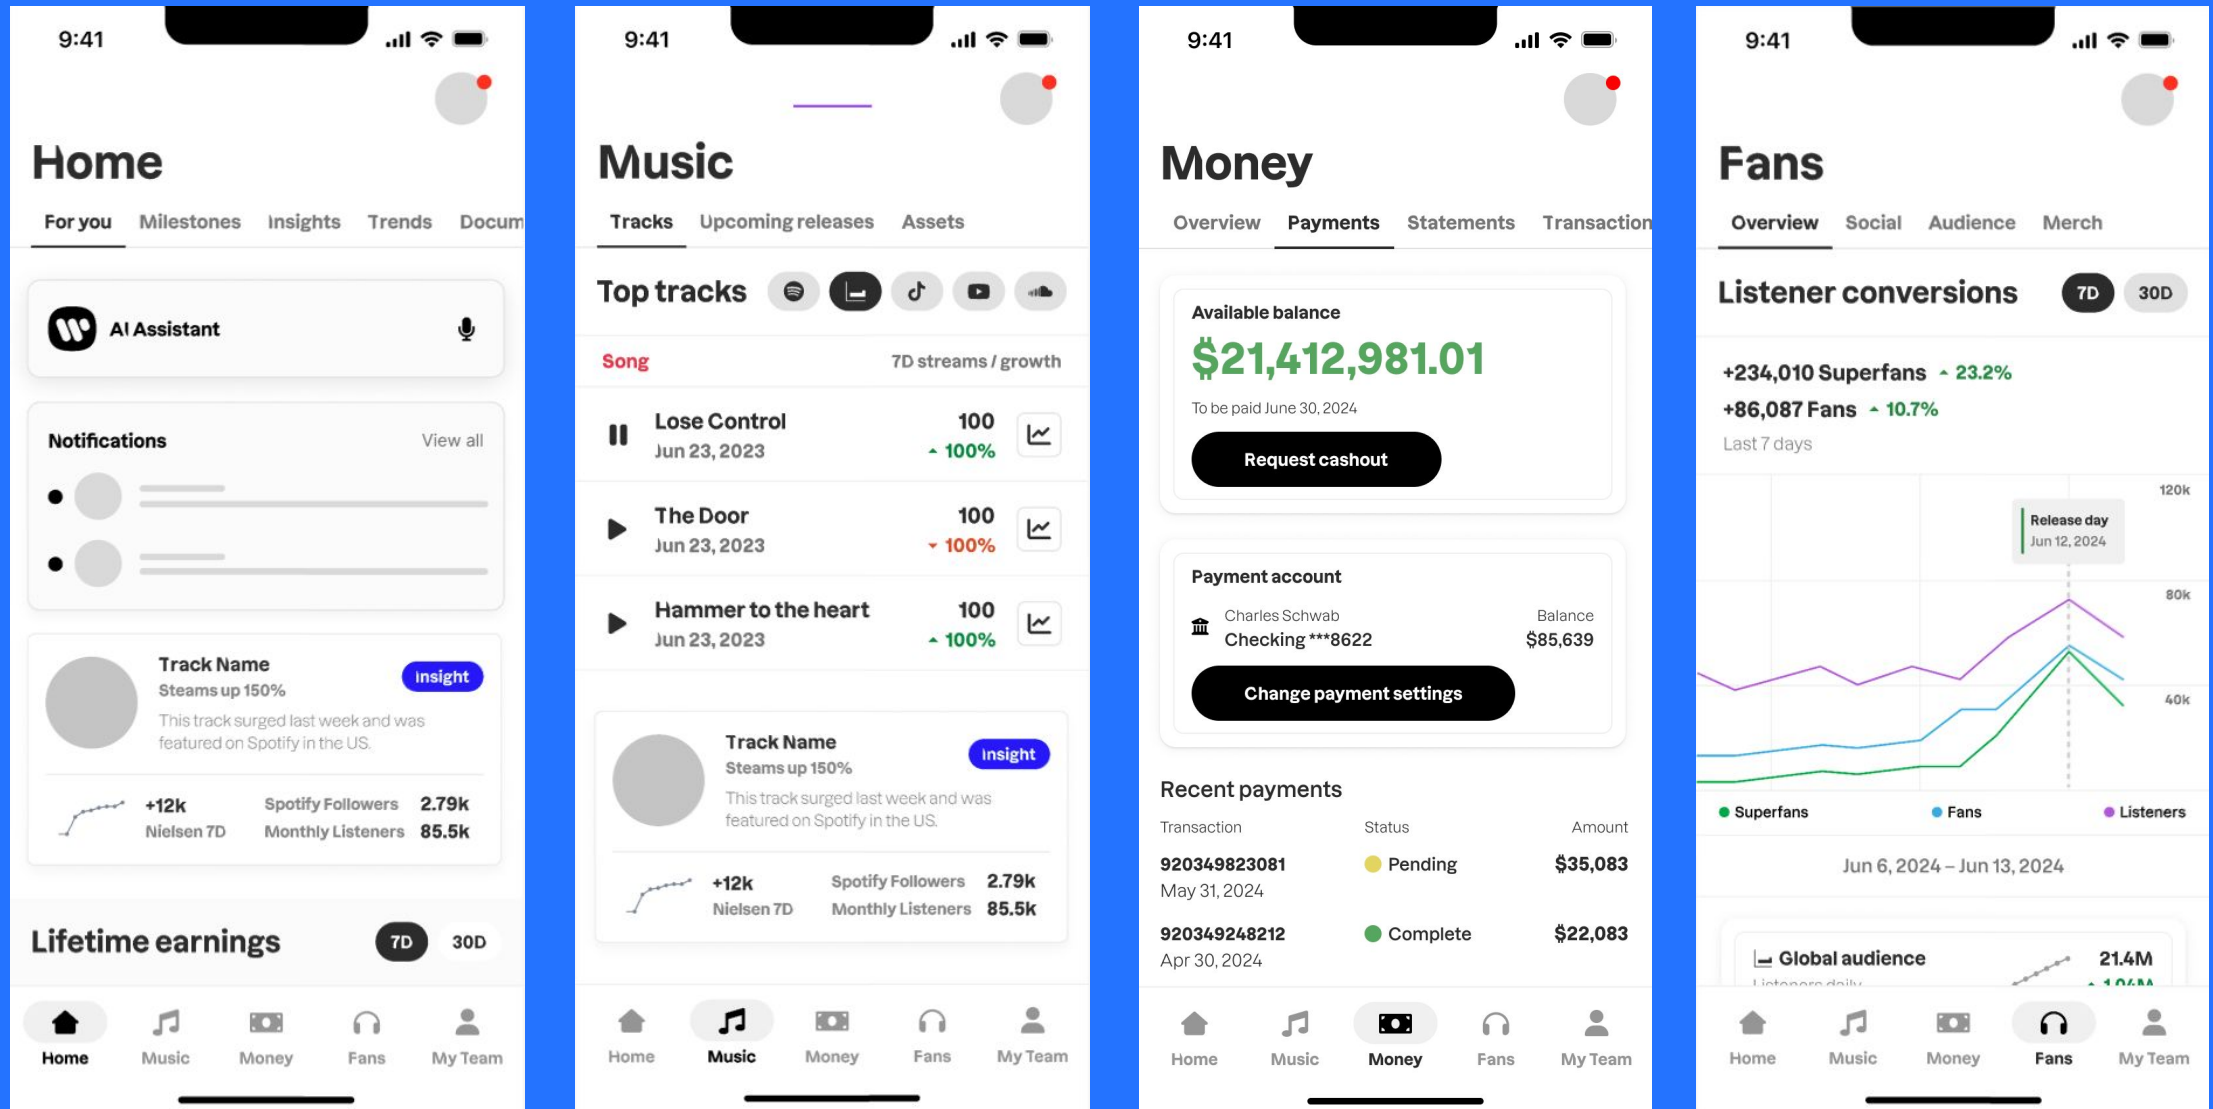 9:41
Home
For you Milestones Insights Trends Docum
AI Assistant
Notifications View all
Track Name
Insight
Steams up 150%
This track surged last week and was
featured on Spotify in the US.
+12k Spotify Followers 2.79k
Nielsen 7D Monthly Listeners 85.5k
Lifetime earnings 7D 30D
Home Music Money Fans My Team
9:41
Music
Tracks Upcoming releases Assets
Top tracks
Song 7D streams / growth
Lose Control 100
Jun 23, 2023 100%
The Door 100
Jun 23, 2023 100%
Hammer to the heart 100
Jun 23, 2023 100%
Track Name
Insight
Steams up 150%
This track surged last week and was
featured on Spotify in the US.
+12k Spotify Followers 2.79k
Nielsen 7D Monthly Listeners 85.5k
Home Music Money Fans My Team
9:41
Money
Overview Payments Statements Transaction
Available balance
$21,412,981.01
To be paid June 30, 2024
Request cashout
Payment account
Charles Schwab Balance
Checking ***8622 $85,639
Change payment settings
Recent payments
Transaction Status Amount
920349823081 Pending $35,083
May 31, 2024
920349248212 Complete $22,083
Apr 30, 2024
Home Music Money Fans My Team
9:41
Fans
Overview Social Audience Merch
Listener conversions 7D 30D
+234,010 Superfans 23.2%
+86,087 Fans 10.7%
Last 7 days
120k
Release day
Jun 12, 2024
80k
40k
Superfans Fans Listeners
Jun 6, 2024 – Jun 13, 2024
Global audience 21.4M
Listeners daily 1.04M
Home Music Money Fans My Team